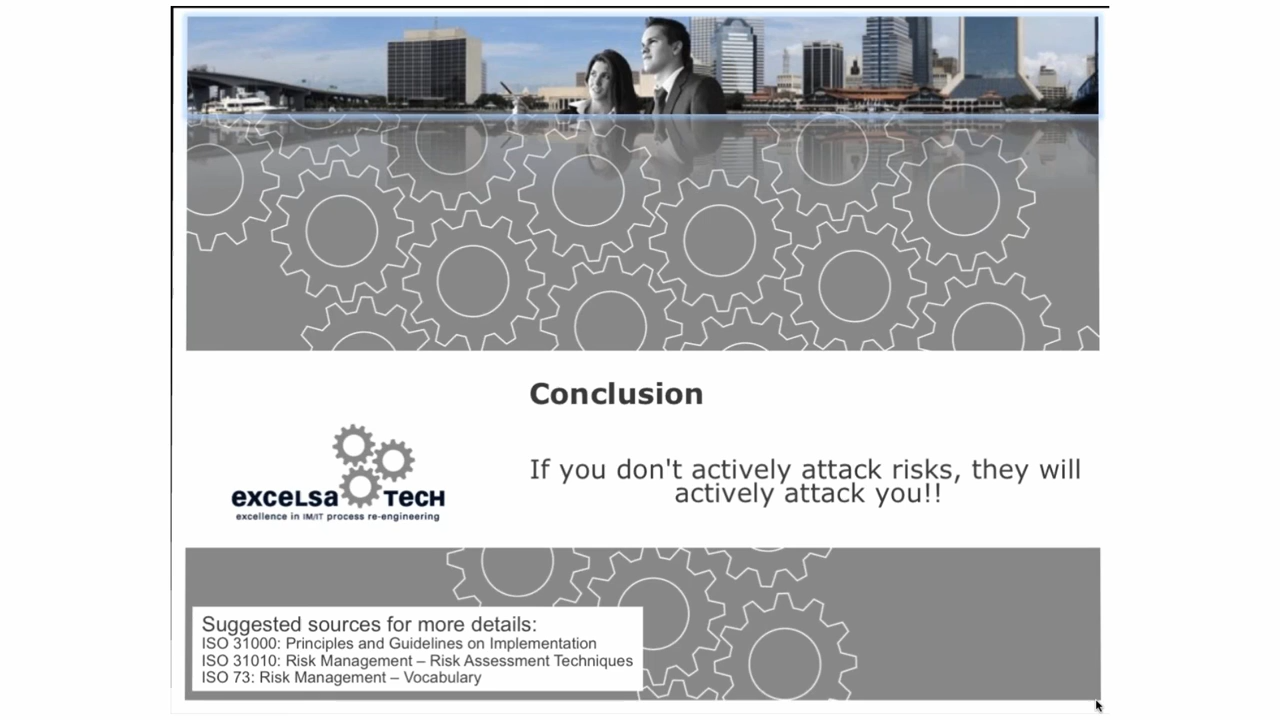 Conclusion
If you don't actively attack risks, they will
actively attack you!!
excelsa TECH
excellence in IM/IT process re-engineering
Suggested sources for more details:
ISO 31000: Principles and Guidelines on Implementation
ISO 31010: Risk Management – Risk Assessment Techniques
ISO 73: Risk Management – Vocabulary